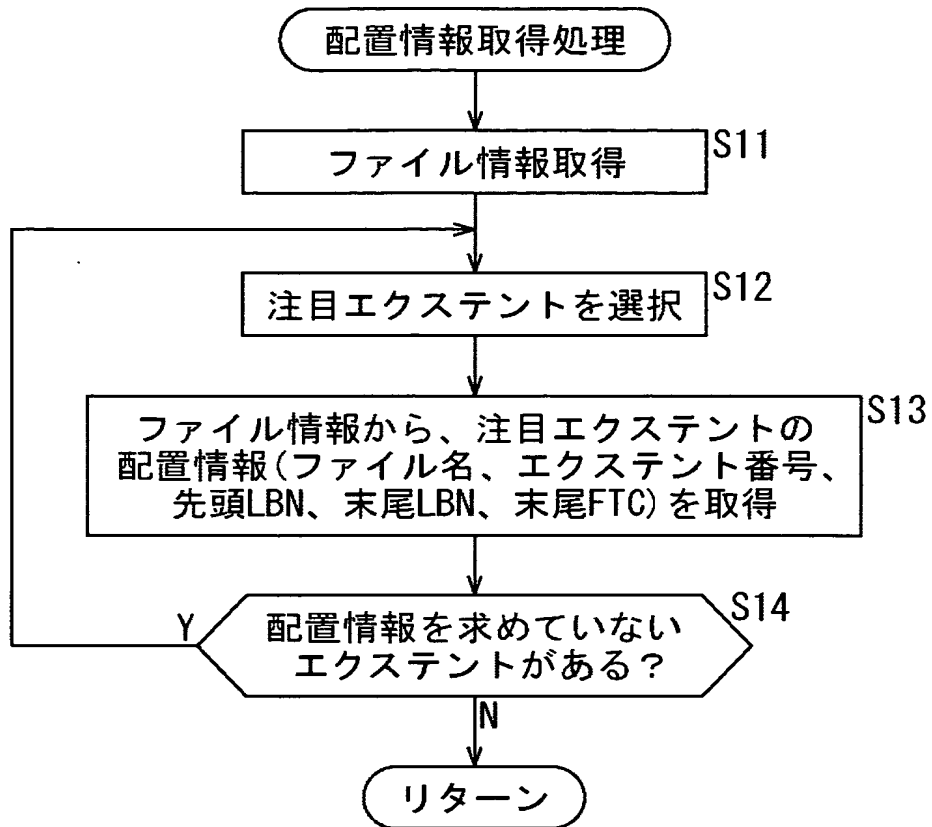 配置情報取得処理
S11
ファイル情報取得
S12
注目エクステントを選択
S13
ファイル情報から、注目エクステントの
配置情報(ファイル名、エクステント番号、
先頭LBN、末尾LBN、末尾FTC)を取得
S14
配置情報を求めていない
エクステントがある?
Y
N
リターン